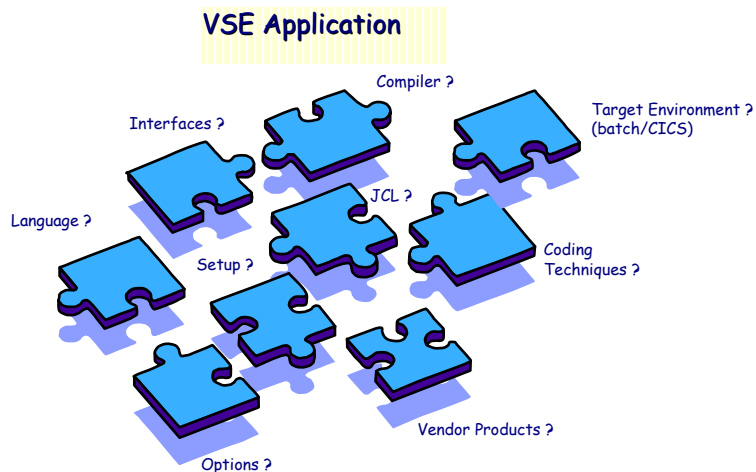 VSE Application
Compiler ?
Target Environment ?
(batch/CICS)
Interfaces ?
JCL ?
Language ?
Setup ?
Coding
Techniques ?
Vendor Products ?
Options ?